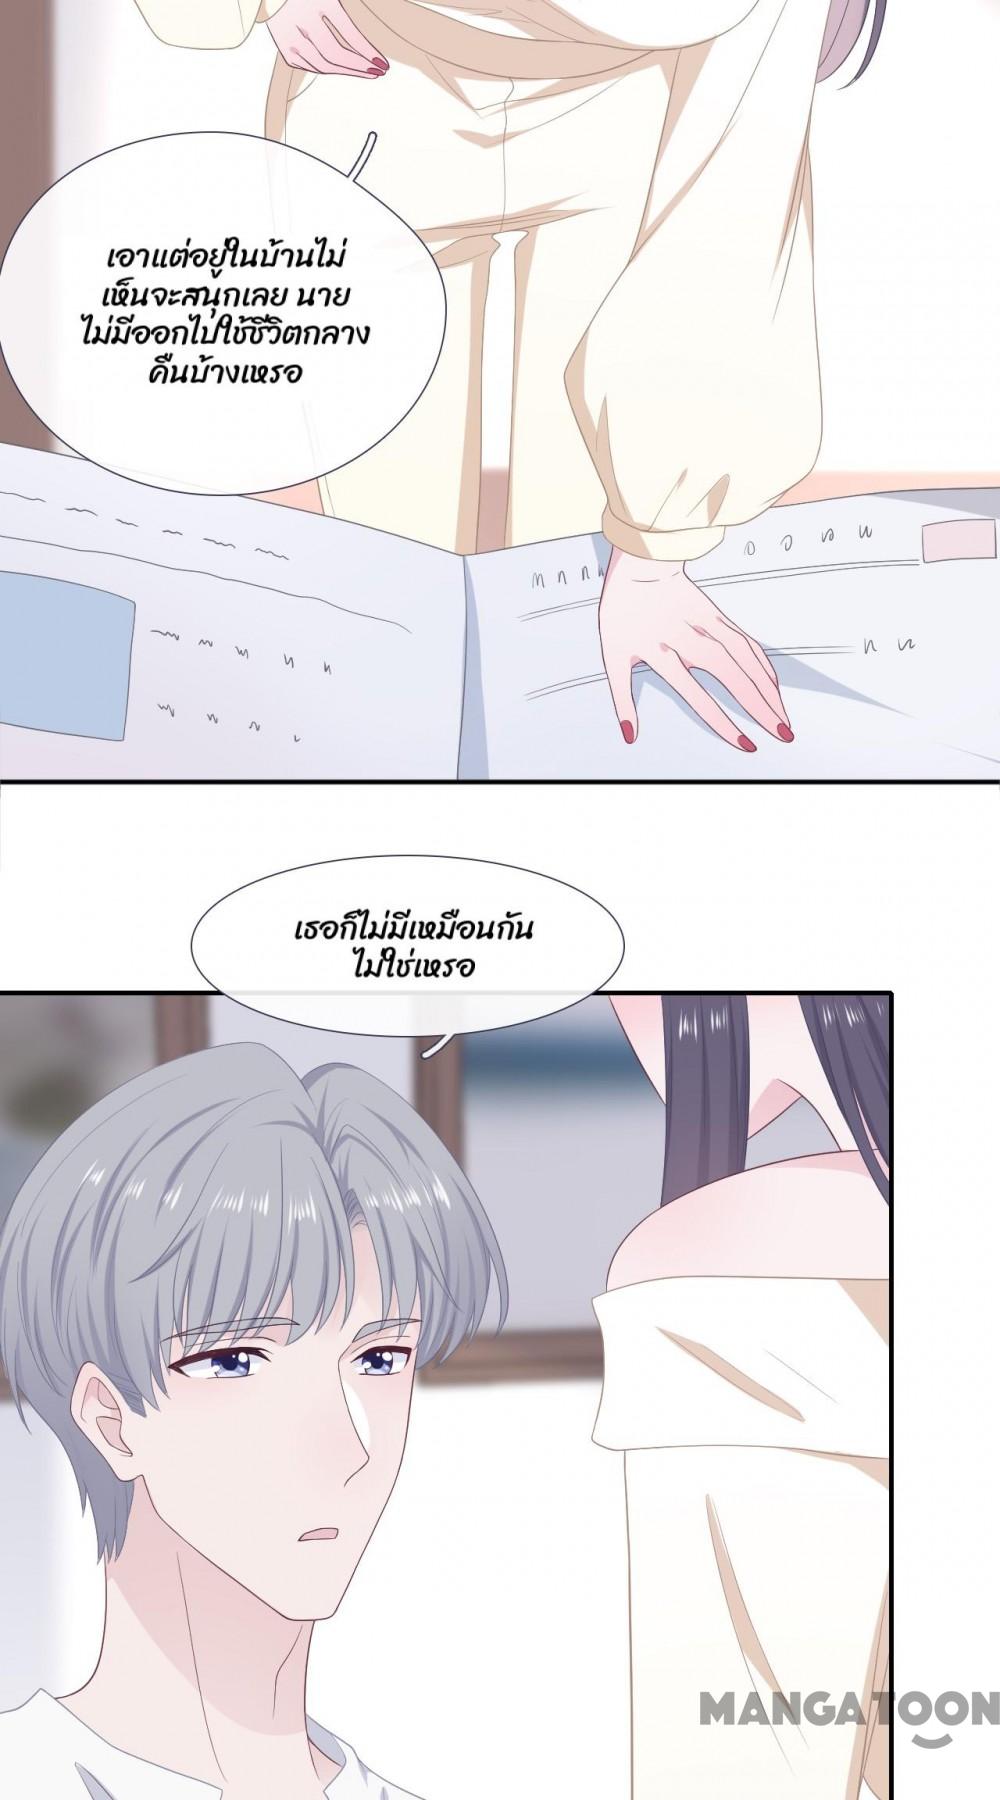 เอาแต่อยู่ในบ้านไม่
เห็นจะสนุกเลย นาย
ไม่มีออกไปใช้ชีวิตกลาง
คืนบ้างเหรอ
เธอก็ไม่มีเหมือนกัน
ไม่ใช่เหรอ
MANGATOON